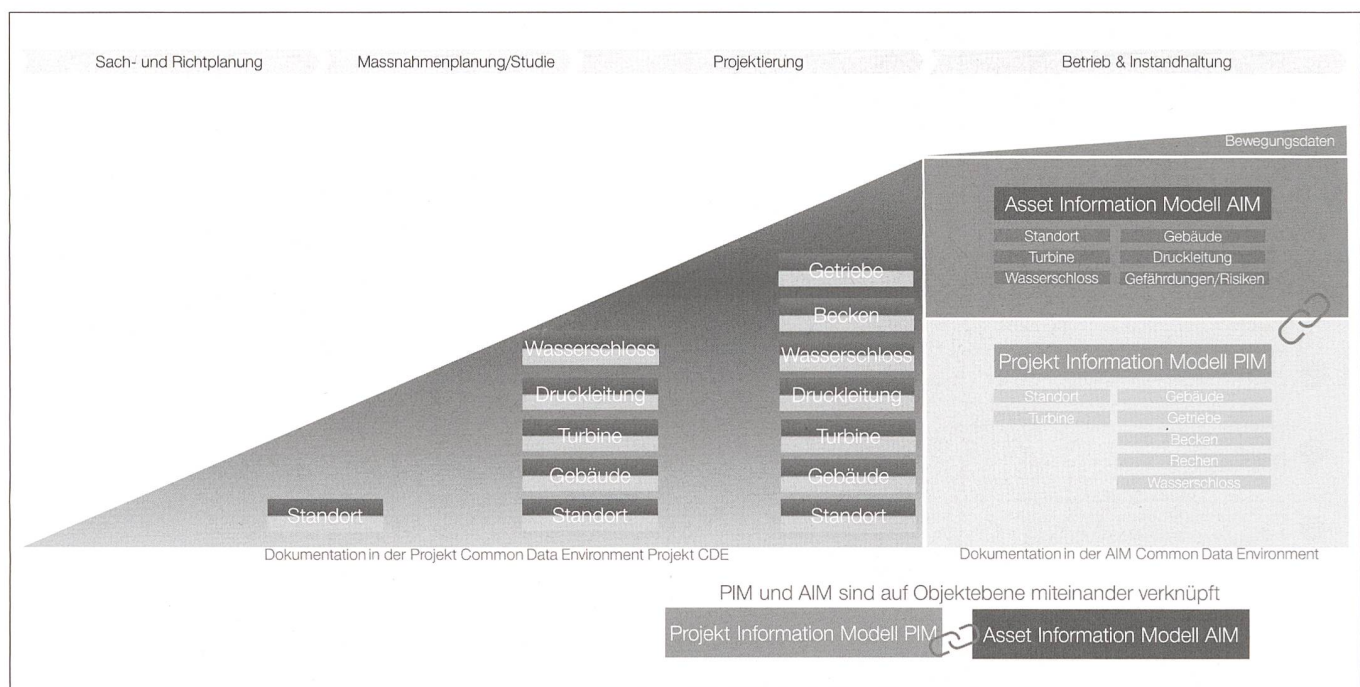 Sach- und Richtplanung
Massnahmenplanung/Studie
Projektierung
Betrieb & Instandhaltung
Bewegungsdaten
Asset Information Modell AIM
Standort
Gebäude
Turbine
Druckleitung
Wasserschloss
Gefährdungen/Risiken
Projekt Information Modell PIM
Standort
Gebäude
Turbine
Getriebe
Becken
Rechen
Wasserschloss
Standort
Wasserschloss
Druckleitung
Turbine
Gebäude
Standort
Getriebe
Becken
Wasserschloss
Druckleitung
Turbine
Gebäude
Standort
Dokumentation in der Projekt Common Data Environment Projekt CDE
Dokumentation in der AIM Common Data Environment
PIM und AIM sind auf Objektebene miteinander verknüpft
Projekt Information Modell PIM
Asset Information Modell AIM